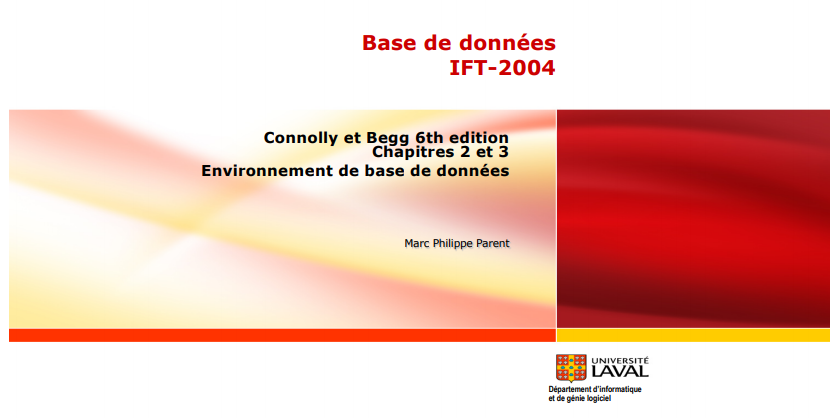 Base de données
IFT-2004
Connolly et Begg 6th edition
Chapitres 2 et 3
Environnement de base de données
Marc Philippe Parent
UNIVERSITÉ
LAVAL
Département d'informatique
et de génie logiciel